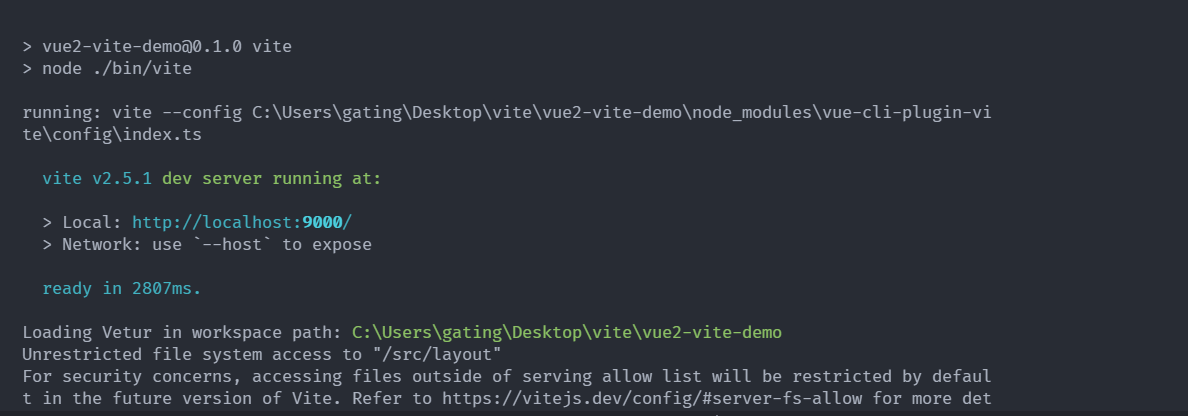 > vue2-vite-demo@0.1.0 vite
> node ./bin/vite
running: vite --config C:\Users\gating\Desktop\vite\vue2-vite-demo\node_modules\vue-cli-plugin-vi
te\config\index.ts
vite v2.5.1 dev server running at:
> Local: http://localhost:9000/
> Network: use `--host` to expose
ready in 2807ms.
Loading Vetur in workspace path: C:\Users\gating\Desktop\vite\vue2-vite-demo
Unrestricted file system access to "/src/layout"
For security concerns, accessing files outside of serving allow list will be restricted by defaul
t in the future version of Vite. Refer to https://vitejs.dev/config/#server-fs-allow for more det